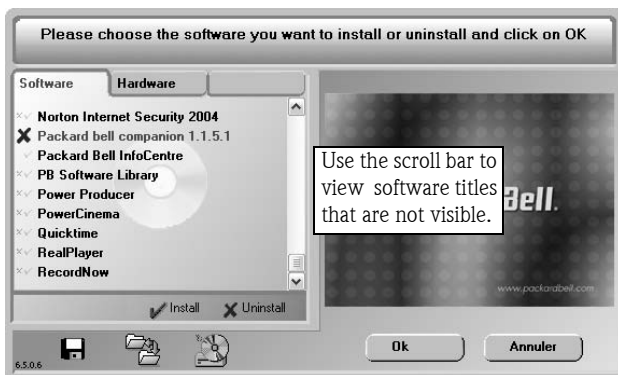 Please choose the software you want to install or uninstall and click on OK
Software
Hardware
Norton Internet Security 2004
Packard bell companion 1.1.5.1
Packard Bell InfoCentre
PB Software Library
Power Producer
PowerCinema
Quicktime
RealPlayer
RecordNow
Install
Uninstall
Use the scroll bar to
view software titles
that are not visible.
Bell.
www.packardbell.com
6.5.0.6
Ok
Annuler